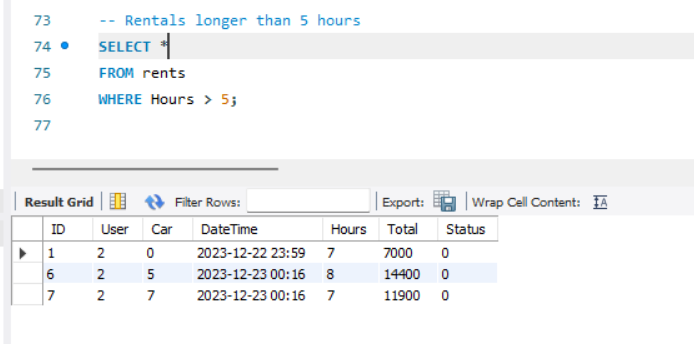 73 -- Rentals longer than 5 hours
74 SELECT *
75 FROM rents
76 WHERE Hours > 5;
77
Result Grid Filter Rows: Export: Wrap Cell Content: IA
ID User Car DateTime Hours Total Status
1 2 0 2023-12-22 23:59 7 7000 0
6 2 5 2023-12-23 00:16 8 14400 0
7 2 7 2023-12-23 00:16 7 11900 0